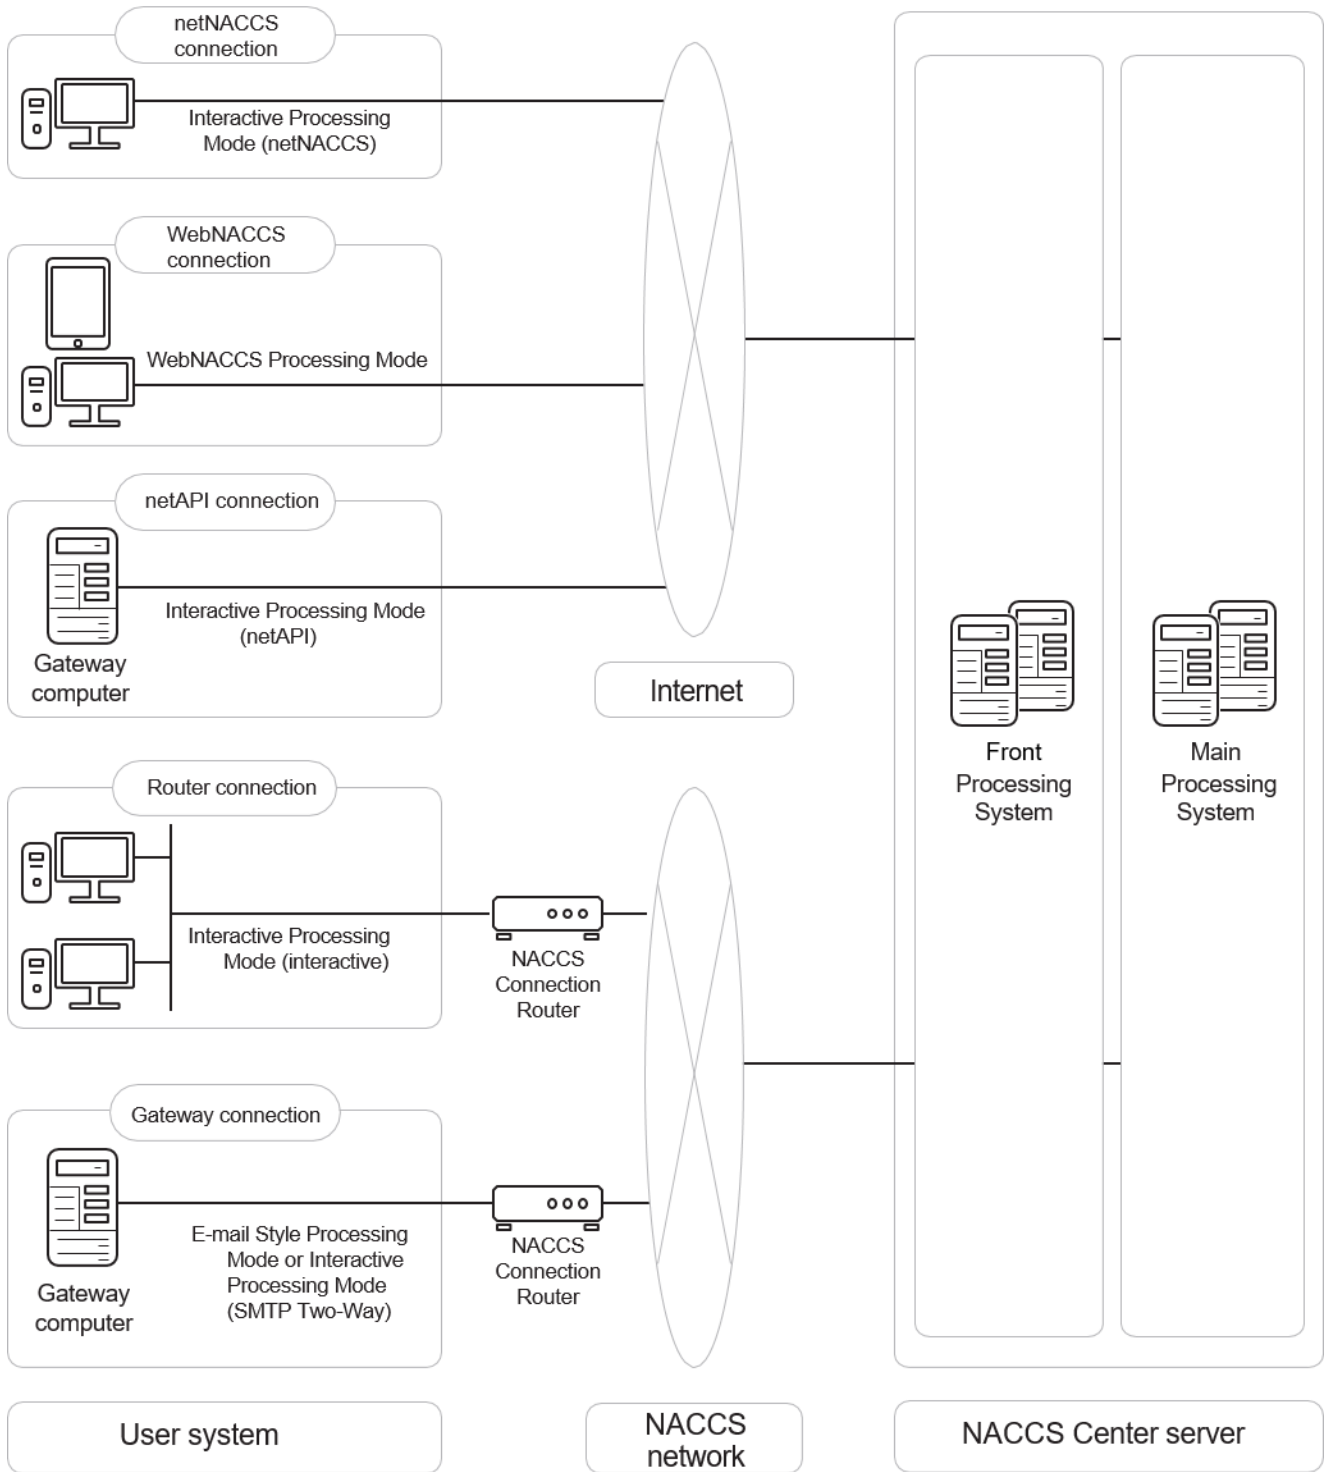 netNACCS
connection
Interactive Processing
Mode (netNACCS)
WebNACCS
connection
WebNACCS Processing Mode
netAPI connection
Interactive Processing Mode
(netAPI)
Gateway
computer
Internet
Router connection
Interactive Processing
Mode (interactive)
NACCS
Connection
Router
Gateway connection
E-mail Style Processing
Mode or Interactive
Processing Mode
(SMTP Two-Way)
Gateway
computer
NACCS
Connection
Router
Front
Processing
System
Main
Processing
System
User system
NACCS
network
NACCS Center server